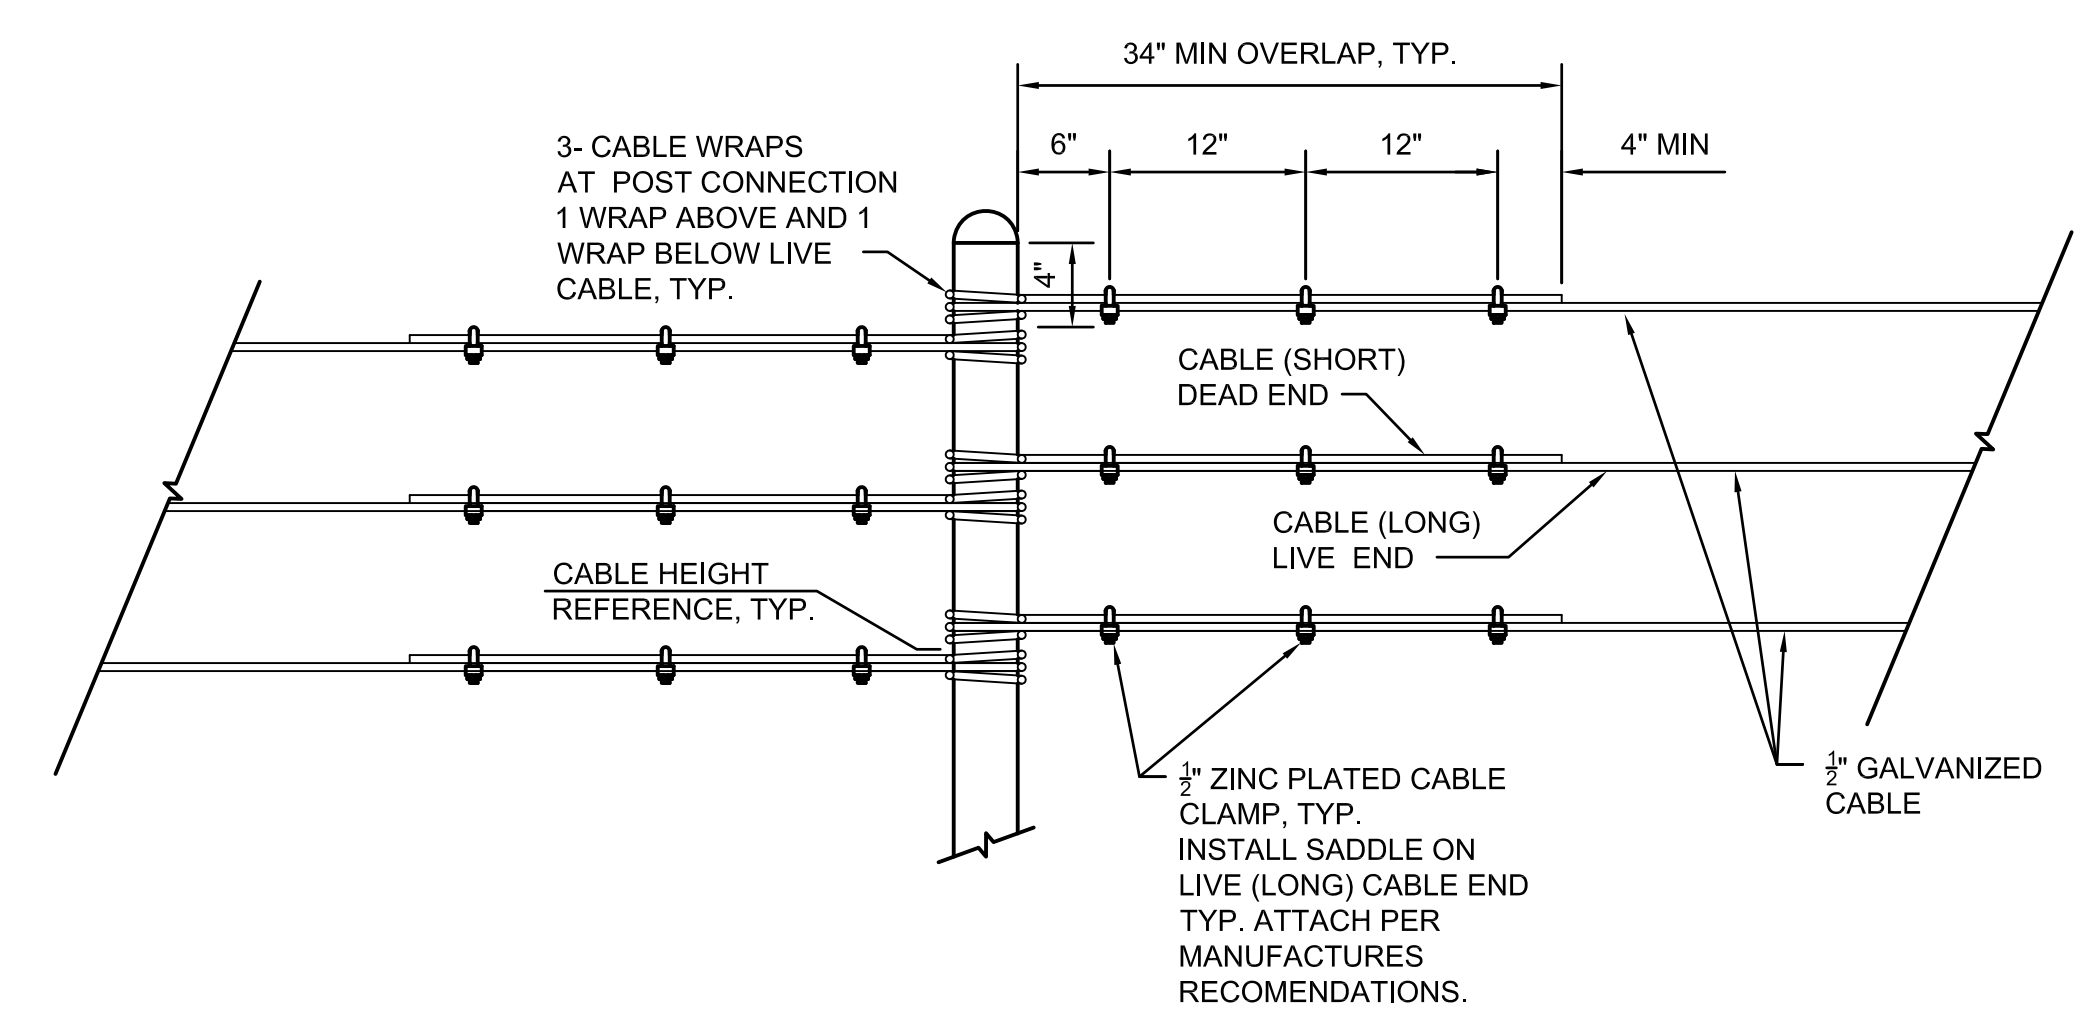 34" MIN OVERLAP, TYP.
6"
12"
12"
4" MIN
3- CABLE WRAPS
AT POST CONNECTION
1 WRAP ABOVE AND 1
WRAP BELOW LIVE
CABLE, TYP.
4"
CABLE (SHORT)
DEAD END
CABLE (LONG)
LIVE END
CABLE HEIGHT
REFERENCE, TYP.
1/2" ZINC PLATED CABLE
CLAMP, TYP.
INSTALL SADDLE ON
LIVE (LONG) CABLE END
TYP. ATTACH PER
MANUFACTURES
RECOMENDATIONS.
1/2" GALVANIZED
CABLE